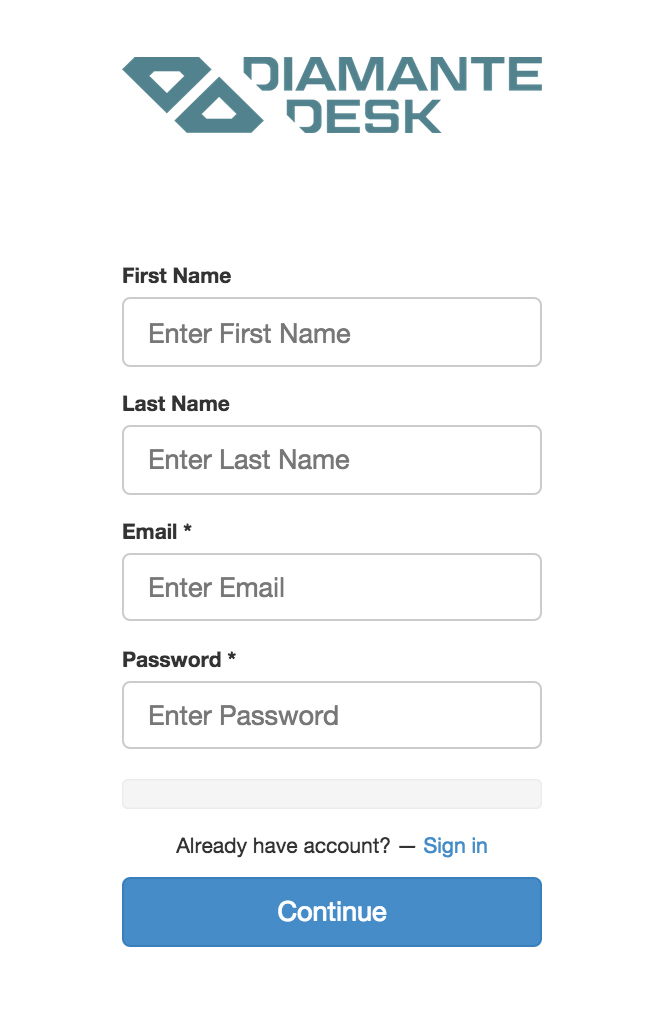 DIAMANTE
DESK
First Name
Enter First Name
Last Name
Enter Last Name
Email *
Enter Email
Password *
Enter Password
Already have account? — Sign in
Continue